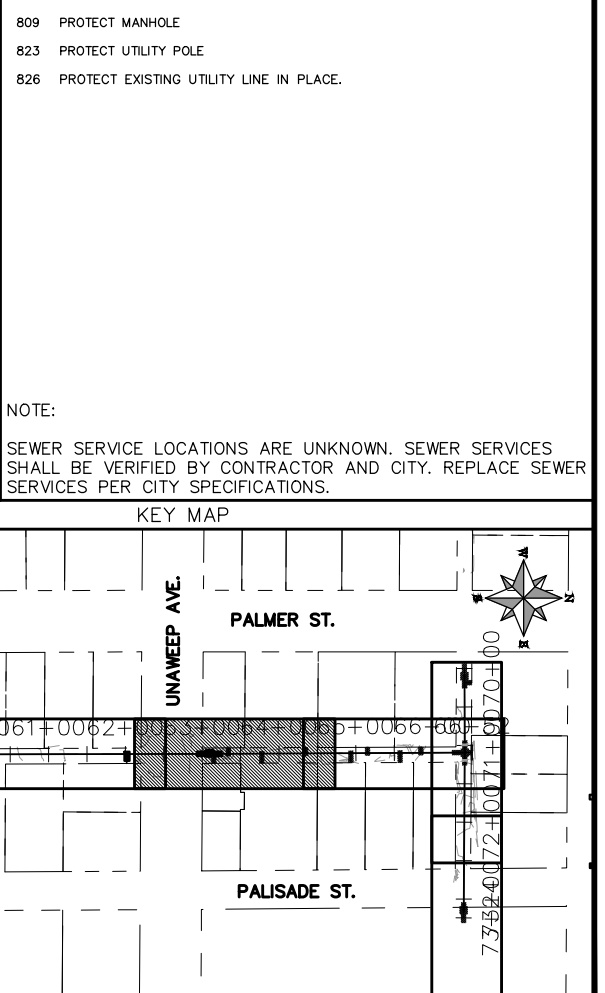 809 PROTECT MANHOLE
823 PROTECT UTILITY POLE
826 PROTECT EXISTING UTILITY LINE IN PLACE.
NOTE:
SEWER SERVICE LOCATIONS ARE UNKNOWN. SEWER SERVICES
SHALL BE VERIFIED BY CONTRACTOR AND CITY. REPLACE SEWER
SERVICES PER CITY SPECIFICATIONS.
KEY MAP
W
N
UNAWEEP AVE.
PALMER ST.
PALISADE ST.